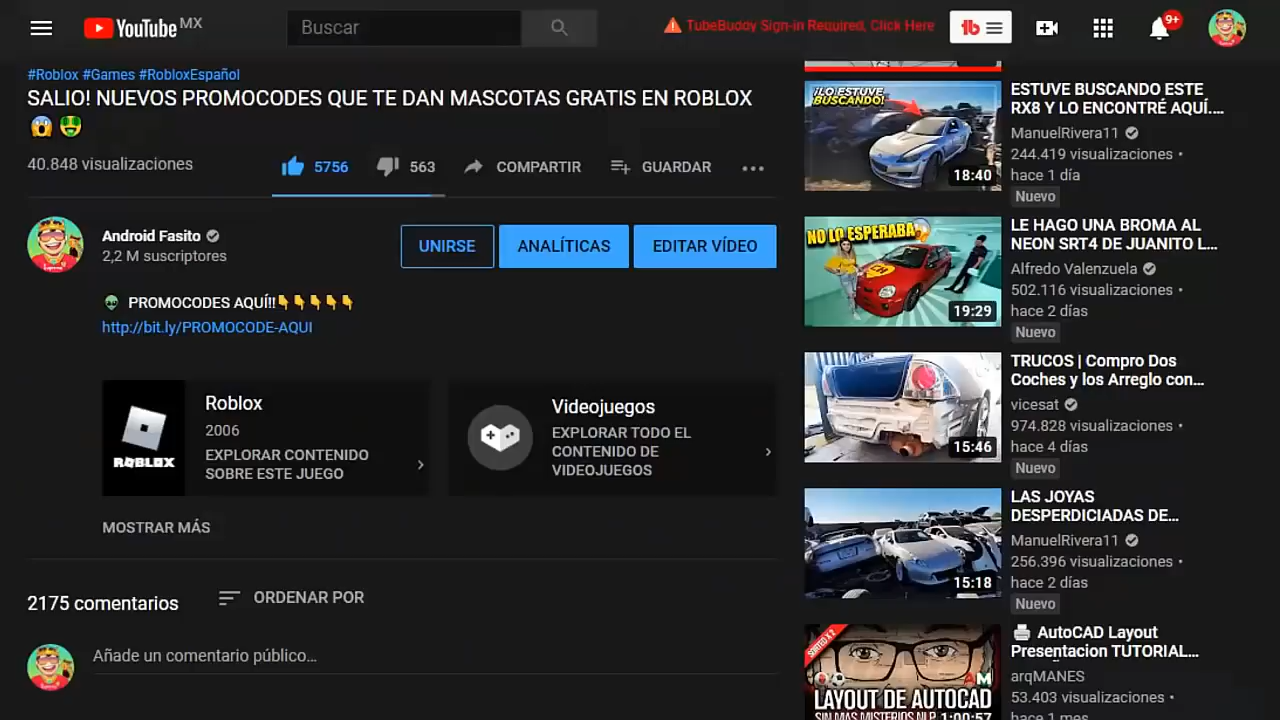 YouTube MX
Buscar
TubeBuddy Sign-in Required, Click Here
9+
#Roblox #Games #RobloxEspañol
SALIO! NUEVOS PROMOCODES QUE TE DAN MASCOTAS GRATIS EN ROBLOX
😱 🤑
40.848 visualizaciones
5756
563
COMPARTIR
GUARDAR
Android Fasito
2,2 M suscriptores
UNIRSE
ANALÍTICAS
EDITAR VÍDEO
👽 PROMOCODES AQUÍ!!👇👇👇👇👇
http://bit.ly/PROMOCODE-AQUI
ROBLOX
Roblox
2006
EXPLORAR CONTENIDO
SOBRE ESTE JUEGO
Videojuegos
EXPLORAR TODO EL
CONTENIDO DE
VIDEOJUEGOS
MOSTRAR MÁS
2175 comentarios
ORDENAR POR
Añade un comentario público...
¡LO ESTUVE
BUSCANDO!
18:40
ESTUVE BUSCANDO ESTE
RX8 Y LO ENCONTRÉ AQUÍ....
ManuelRivera11
244.419 visualizaciones •
hace 1 día
Nuevo
NO LO ESPERABA
19:29
LE HAGO UNA BROMA AL
NEON SRT4 DE JUANITO L...
Alfredo Valenzuela
502.116 visualizaciones •
hace 2 días
Nuevo
15:46
TRUCOS | Compro Dos
Coches y los Arreglo con...
vicesat
974.828 visualizaciones •
hace 4 días
Nuevo
15:18
LAS JOYAS
DESPERDICIADAS DE...
ManuelRivera11
256.396 visualizaciones •
hace 2 días
Nuevo
SORTEO X 2
AM
LAYOUT DE AUTOCAD
SIN MAS MISTERIOS NLP
1:00:57
🖨 AutoCAD Layout
Presentacion TUTORIAL...
arqMANES
53.403 visualizaciones •
hace 1 mes